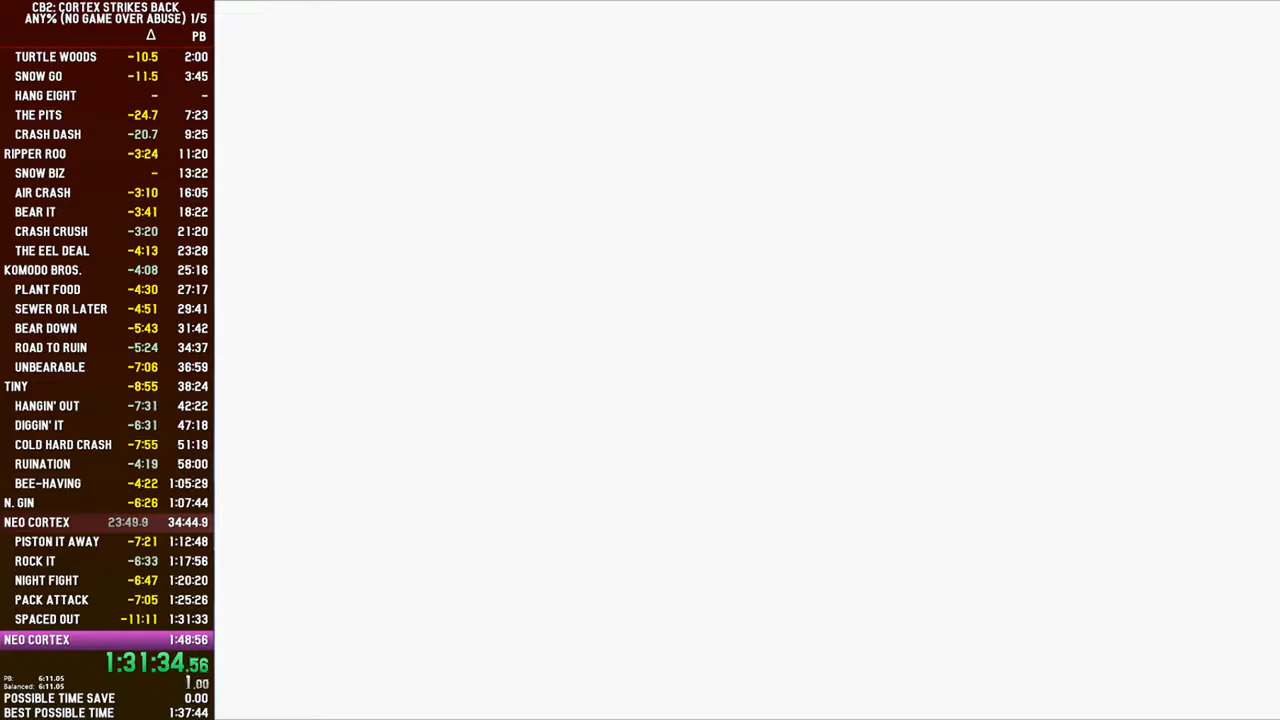 CB2: CORTEX STRIKES BACK
ANY% (NO GAME OVER ABUSE) 1/5
Δ PB
TURTLE WOODS -10.5 2:00
SNOW GO -11.5 3:45
HANG EIGHT - -
THE PITS -24.7 7:23
CRASH DASH -20.7 9:25
RIPPER ROO -3:24 11:20
SNOW BIZ - 13:22
AIR CRASH -3:10 16:05
BEAR IT -3:41 18:22
CRASH CRUSH -3:20 21:20
THE EEL DEAL -4:13 23:28
KOMODO BROS. -4:08 25:16
PLANT FOOD -4:30 27:17
SEWER OR LATER -4:51 29:41
BEAR DOWN -5:43 31:42
ROAD TO RUIN -5:24 34:37
UNBEARABLE -7:06 36:59
TINY -8:55 38:24
HANGIN' OUT -7:31 42:22
DIGGIN' IT -6:31 47:18
COLD HARD CRASH -7:55 51:19
RUINATION -4:19 58:00
BEE-HAVING -4:22 1:05:29
N. GIN -6:26 1:07:44
NEO CORTEX 23:49.9 34:44.9
PISTON IT AWAY -7:21 1:12:48
ROCK IT -6:33 1:17:56
NIGHT FIGHT -6:47 1:20:20
PACK ATTACK -7:05 1:25:26
SPACED OUT -11:11 1:31:33
NEO CORTEX 1:48:56
1:31:34.56
PB: 6:11.05 1.00
Balanced: 6:11.05
POSSIBLE TIME SAVE 0.00
BEST POSSIBLE TIME 1:37:44